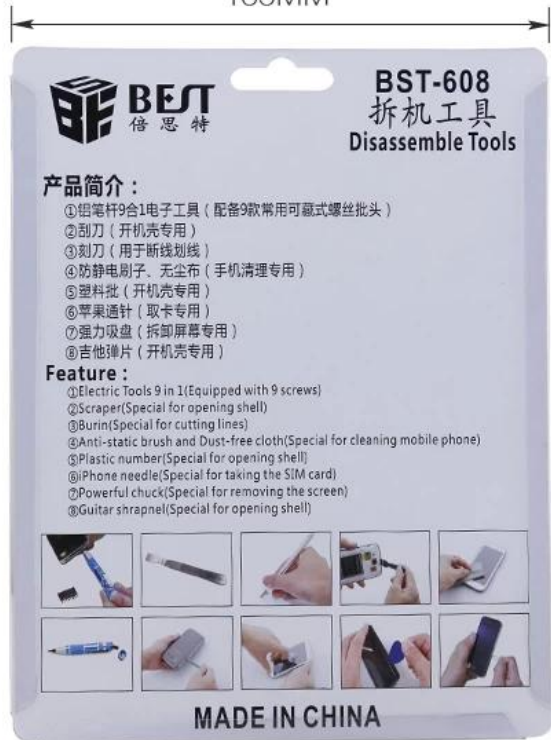 BEST
倍思特
BST-608
拆机工具
Disassemble Tools
产品简介：
①铝笔杆9合1电子工具（配备9款常用可藏式螺丝批头）
②刮刀（开机壳专用）
③刻刀（用于断线划线）
④防静电刷子、无尘布（手机清理专用）
⑤塑料批（开机壳专用）
⑥苹果通针（取卡专用）
⑦强力吸盘（拆卸屏幕专用）
⑧吉他弹片（开机壳专用）
Feature：
①Electric Tools 9 in 1(Equipped with 9 screws)
②Scraper(Special for opening shell)
③Burin(Special for cutting lines)
④Anti-static brush and Dust-free cloth(Special for cleaning mobile phone)
⑤Plastic number(Special for opening shell)
⑥iPhone needle(Special for taking the SIM card)
⑦Powerful chuck(Special for removing the screen)
⑧Guitar shrapnel(Special for opening shell)
MADE IN CHINA